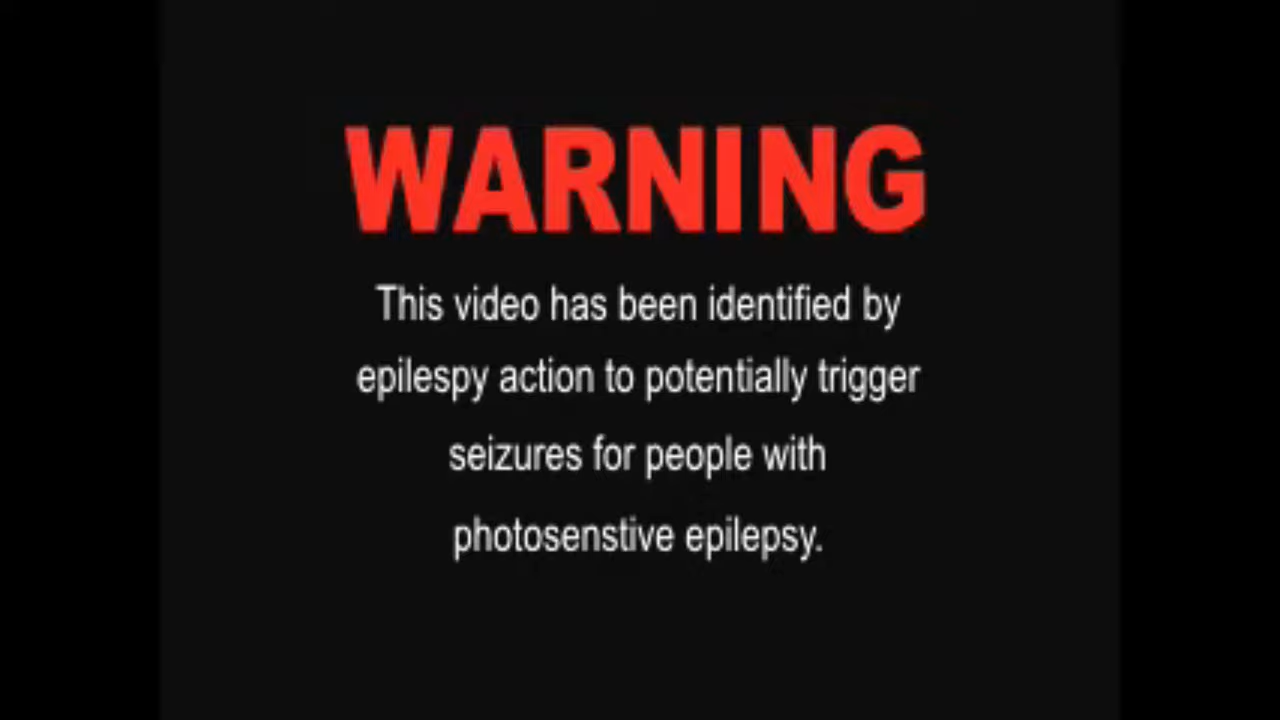 WARNING
This video has been identified by
epilespy action to potentially trigger
seizures for people with
photosenstive epilepsy.